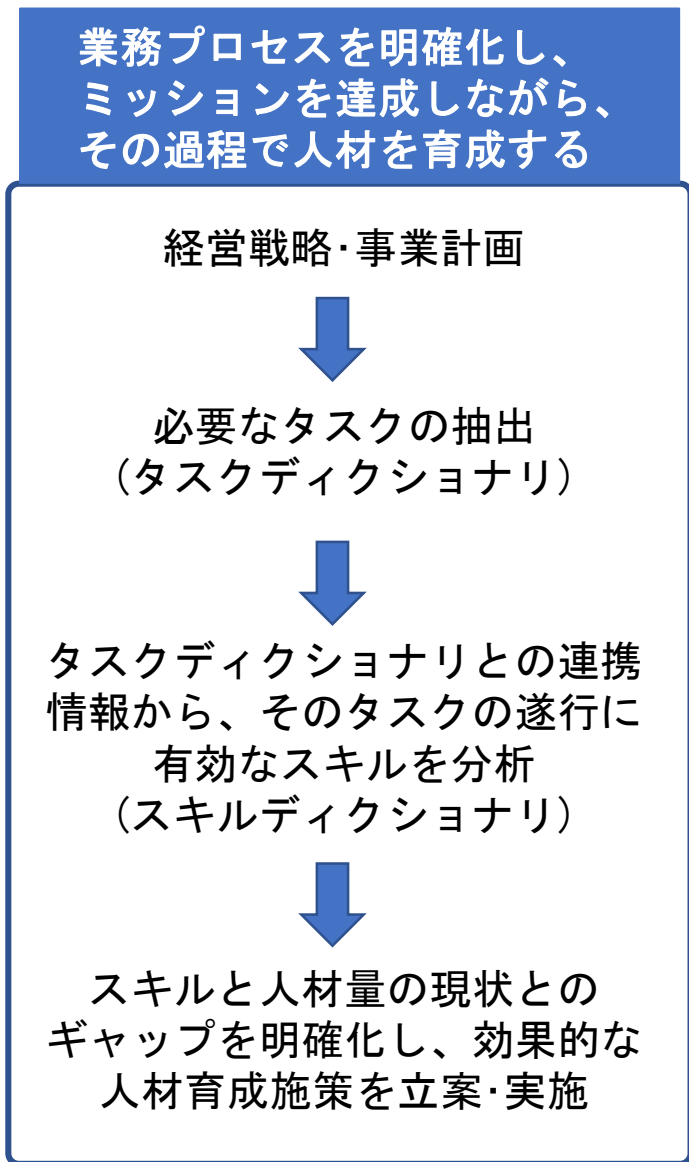 業務プロセスを明確化し、
ミッションを達成しながら、
その過程で人材を育成する
経営戦略･事業計画
必要なタスクの抽出
（タスクディクショナリ）
タスクディクショナリとの連携
情報から、そのタスクの遂行に
有効なスキルを分析
（スキルディクショナリ）
スキルと人材量の現状との
ギャップを明確化し、効果的な
人材育成施策を立案･実施